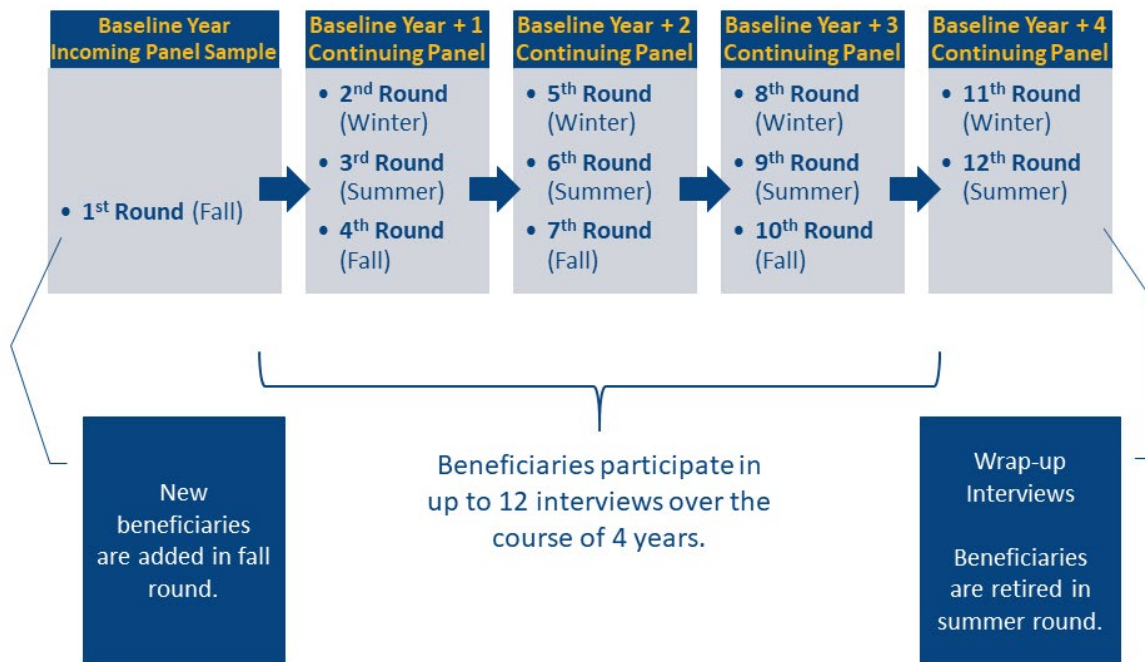 Baseline Year
Incoming Panel Sample
• 1st Round (Fall)
Baseline Year + 1
Continuing Panel
• 2nd Round
(Winter)
• 3rd Round
(Summer)
• 4th Round
(Fall)
Baseline Year + 2
Continuing Panel
• 5th Round
(Winter)
• 6th Round
(Summer)
• 7th Round
(Fall)
Baseline Year + 3
Continuing Panel
• 8th Round
(Winter)
• 9th Round
(Summer)
• 10th Round
(Fall)
Baseline Year + 4
Continuing Panel
• 11th Round
(Winter)
• 12th Round
(Summer)
New
beneficiaries
are added in fall
round.
Beneficiaries participate in
up to 12 interviews over the
course of 4 years.
Wrap-up
Interviews
Beneficiaries
are retired in
summer round.